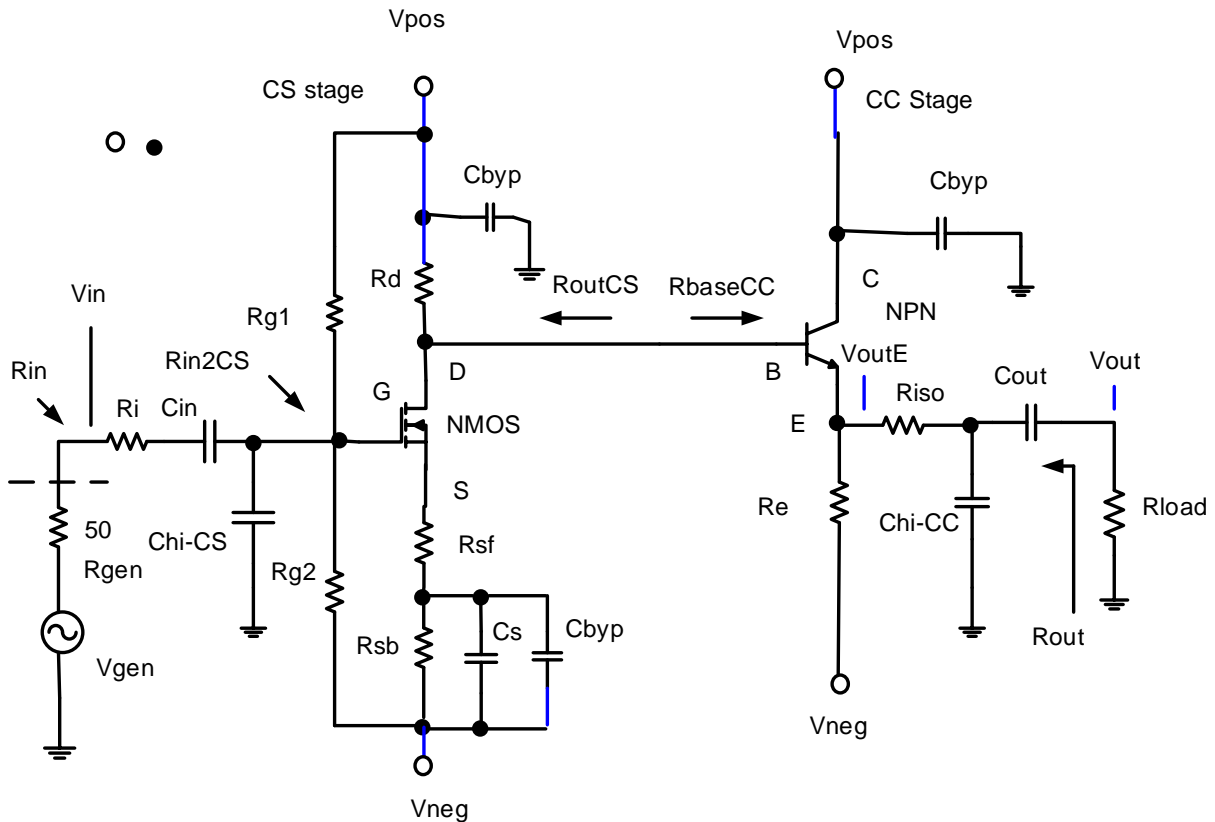 Vpos
Vpos
CS stage
CC Stage
Cbyp
Cbyp
Rd
RoutCS
RbaseCC
C
Vin
Rg1
NPN
Rin2CS
VoutE
Vout
Rin
D
B
Riso
Cout
G
Ri
Cin
NMOS
E
S
50
Re
Chi-CC
Rload
Chi-CS
Rsf
Rgen
Rg2
Cs
Cbyp
Rsb
Rout
Vgen
Vneg
Vneg